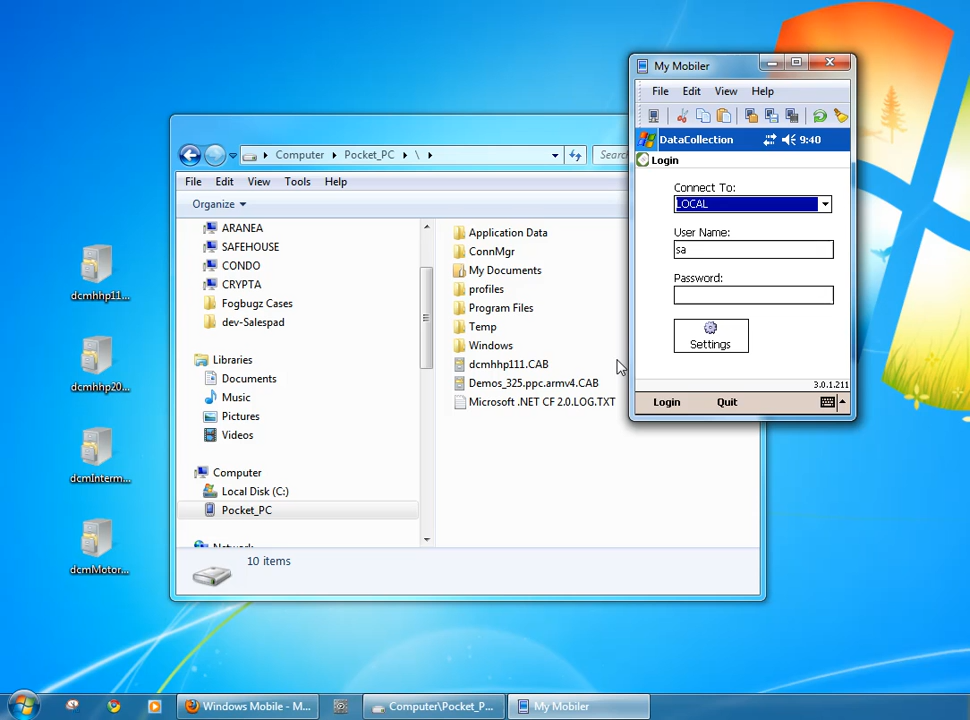 My Mobiler
File Edit View Help
DataCollection 9:40
Login
Connect To:
LOCAL
User Name:
sa
Password:
Settings
3.0.1.211
Login Quit
Computer Pocket_PC \
Searc
File Edit View Tools Help
Organize
ARANEA
SAFEHOUSE
CONDO
CRYPTA
Fogbugz Cases
dev-Salespad
Libraries
Documents
Music
Pictures
Videos
Computer
Local Disk (C:)
Pocket_PC
Network
Application Data
ConnMgr
My Documents
profiles
Program Files
Temp
Windows
dcmhhp111.CAB
Demos_325.ppc.armv4.CAB
Microsoft .NET CF 2.0.LOG.TXT
10 items
dcmhhp11...
dcmhhp20...
dcmInterm...
dcmMotor...
Windows Mobile - M...
Computer\Pocket_P...
My Mobiler